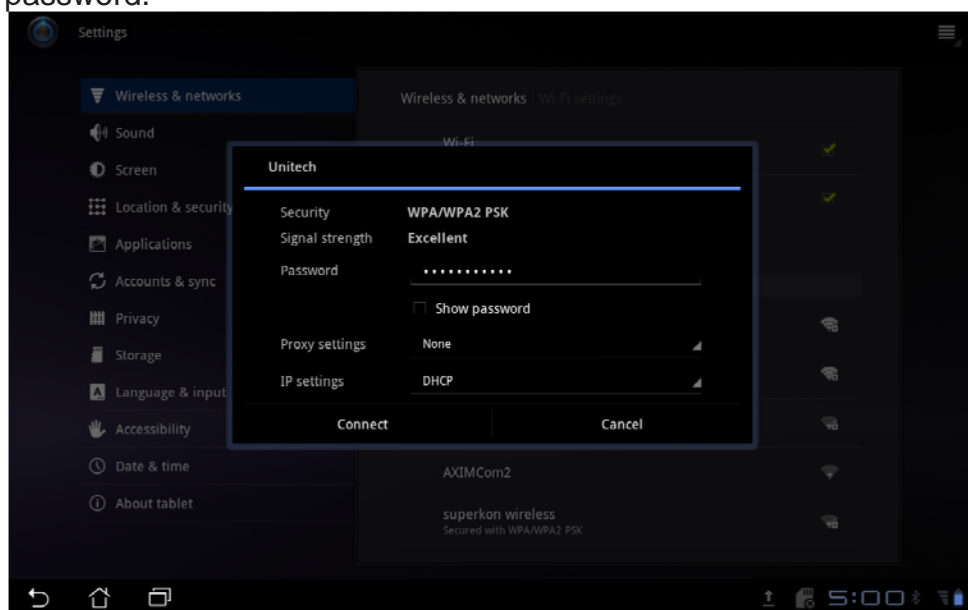 password.
Settings
Wireless & networks
Wireless & networks Wi-Fi settings
Sound
Wi-Fi
Screen
Unitech
Location & security
Security WPA/WPA2 PSK
Signal strength Excellent
Applications
Password ...........
Accounts & sync
Show password
Privacy
Proxy settings None
Storage
IP settings DHCP
Language & input
Connect Cancel
Accessibility
Date & time
AXIMCom2
About tablet
superkon wireless
Secured with WPA/WPA2 PSK
5:00